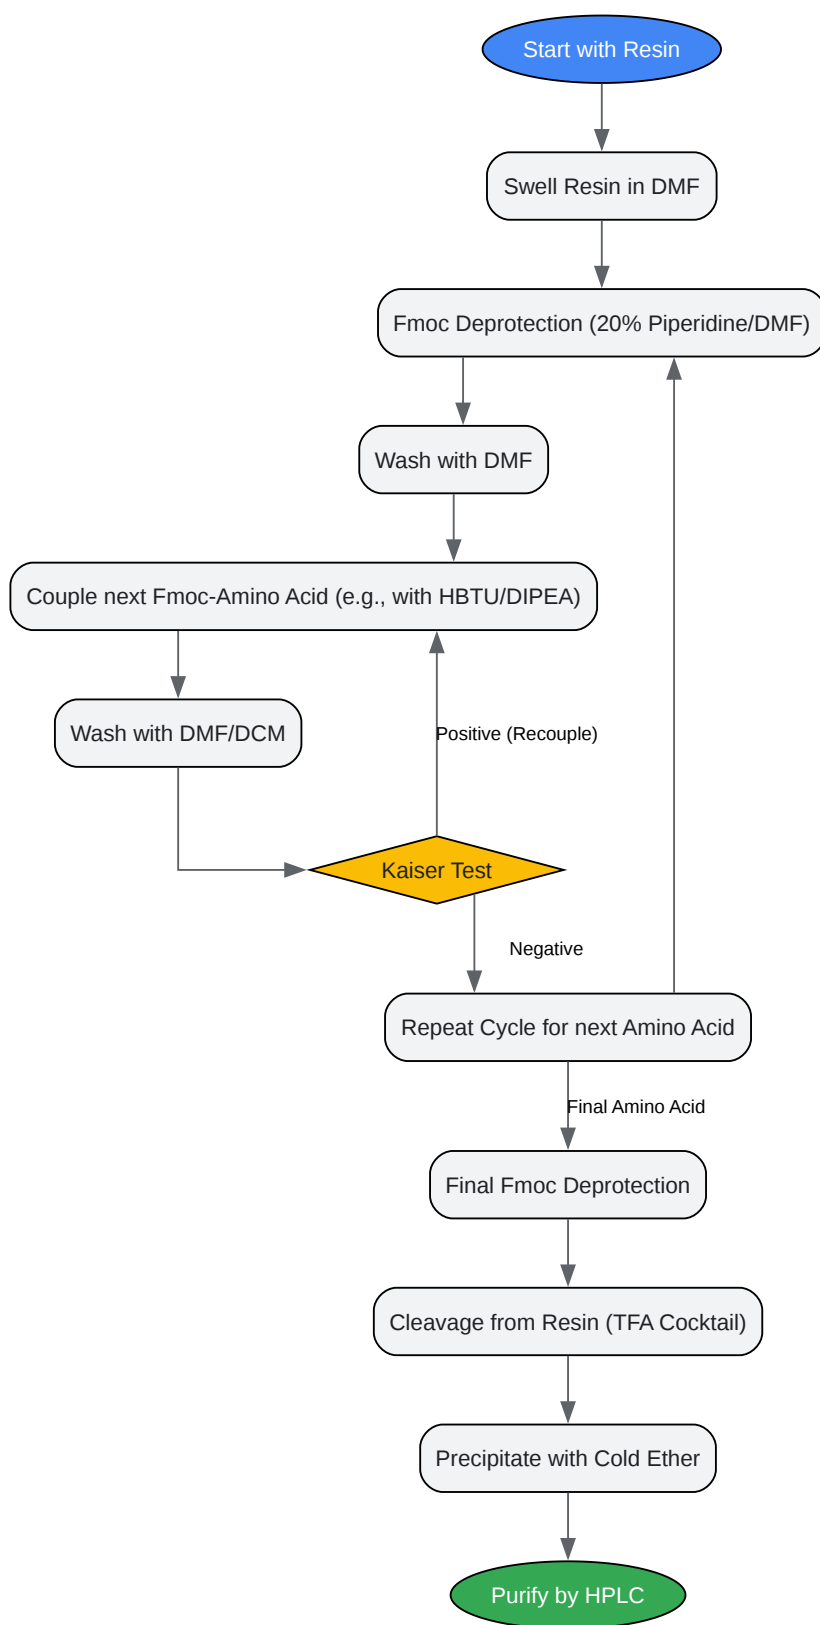 Start with Resin
Swell Resin in DMF
Fmoc Deprotection (20% Piperidine/DMF)
Wash with DMF
Couple next Fmoc-Amino Acid (e.g., with HBTU/DIPEA)
Wash with DMF/DCM
Positive (Recouple)
Kaiser Test
Negative
Repeat Cycle for next Amino Acid
Final Amino Acid
Final Fmoc Deprotection
Cleavage from Resin (TFA Cocktail)
Precipitate with Cold Ether
Purify by HPLC